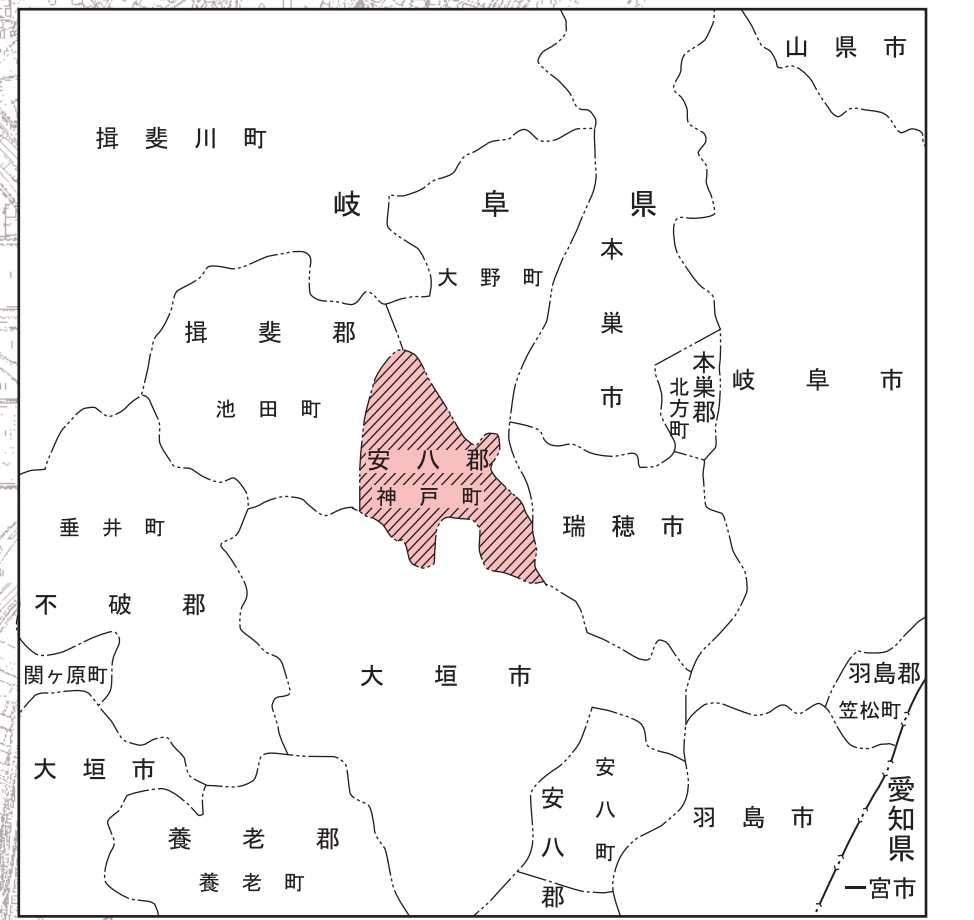 山県市
揖斐川町
岐阜県
本巣市
大野町
揖斐郡
池田町
本巣郡
北方町
岐阜市
安八郡
神戸町
垂井町
瑞穂市
不破郡
関ヶ原町
大垣市
羽島郡
笠松町
大垣市
安八郡
安八町
羽島市
愛知県
一宮市
養老郡
養老町